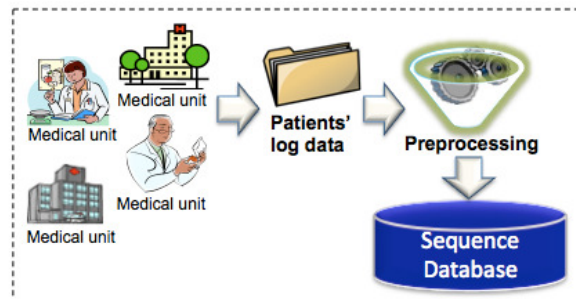 Medical unit
Medical unit
Medical unit
Medical unit
Patients'
log data
Preprocessing
Sequence
Database